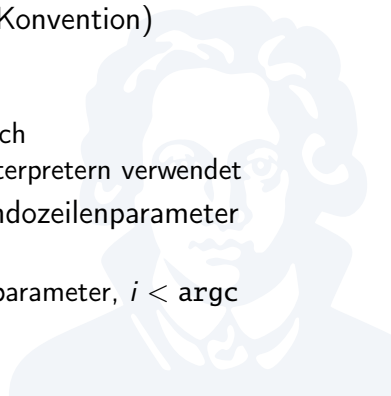 Konvention)
ch
terpretern verwendet
ndozeilenparameter
parameter, i < argc